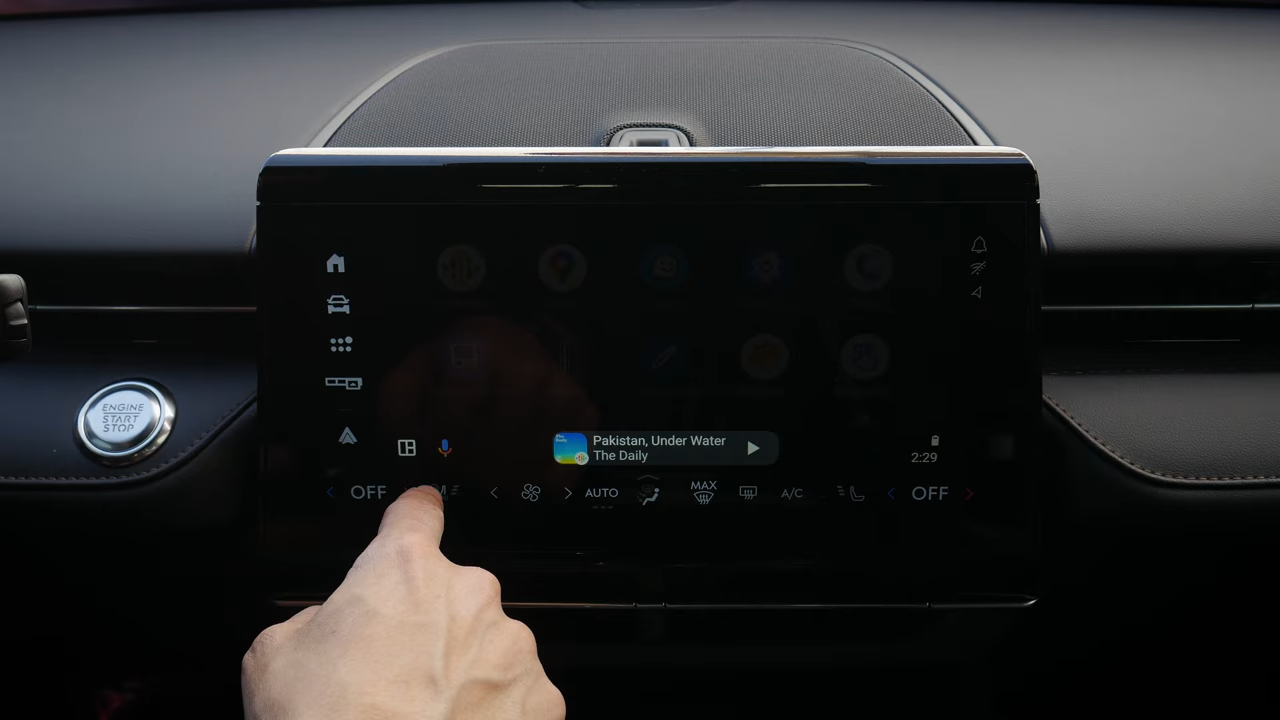 ENGINE
START
STOP
Pakistan, Under Water
The Daily
2:29
OFF
AUTO
MAX
A/C
OFF